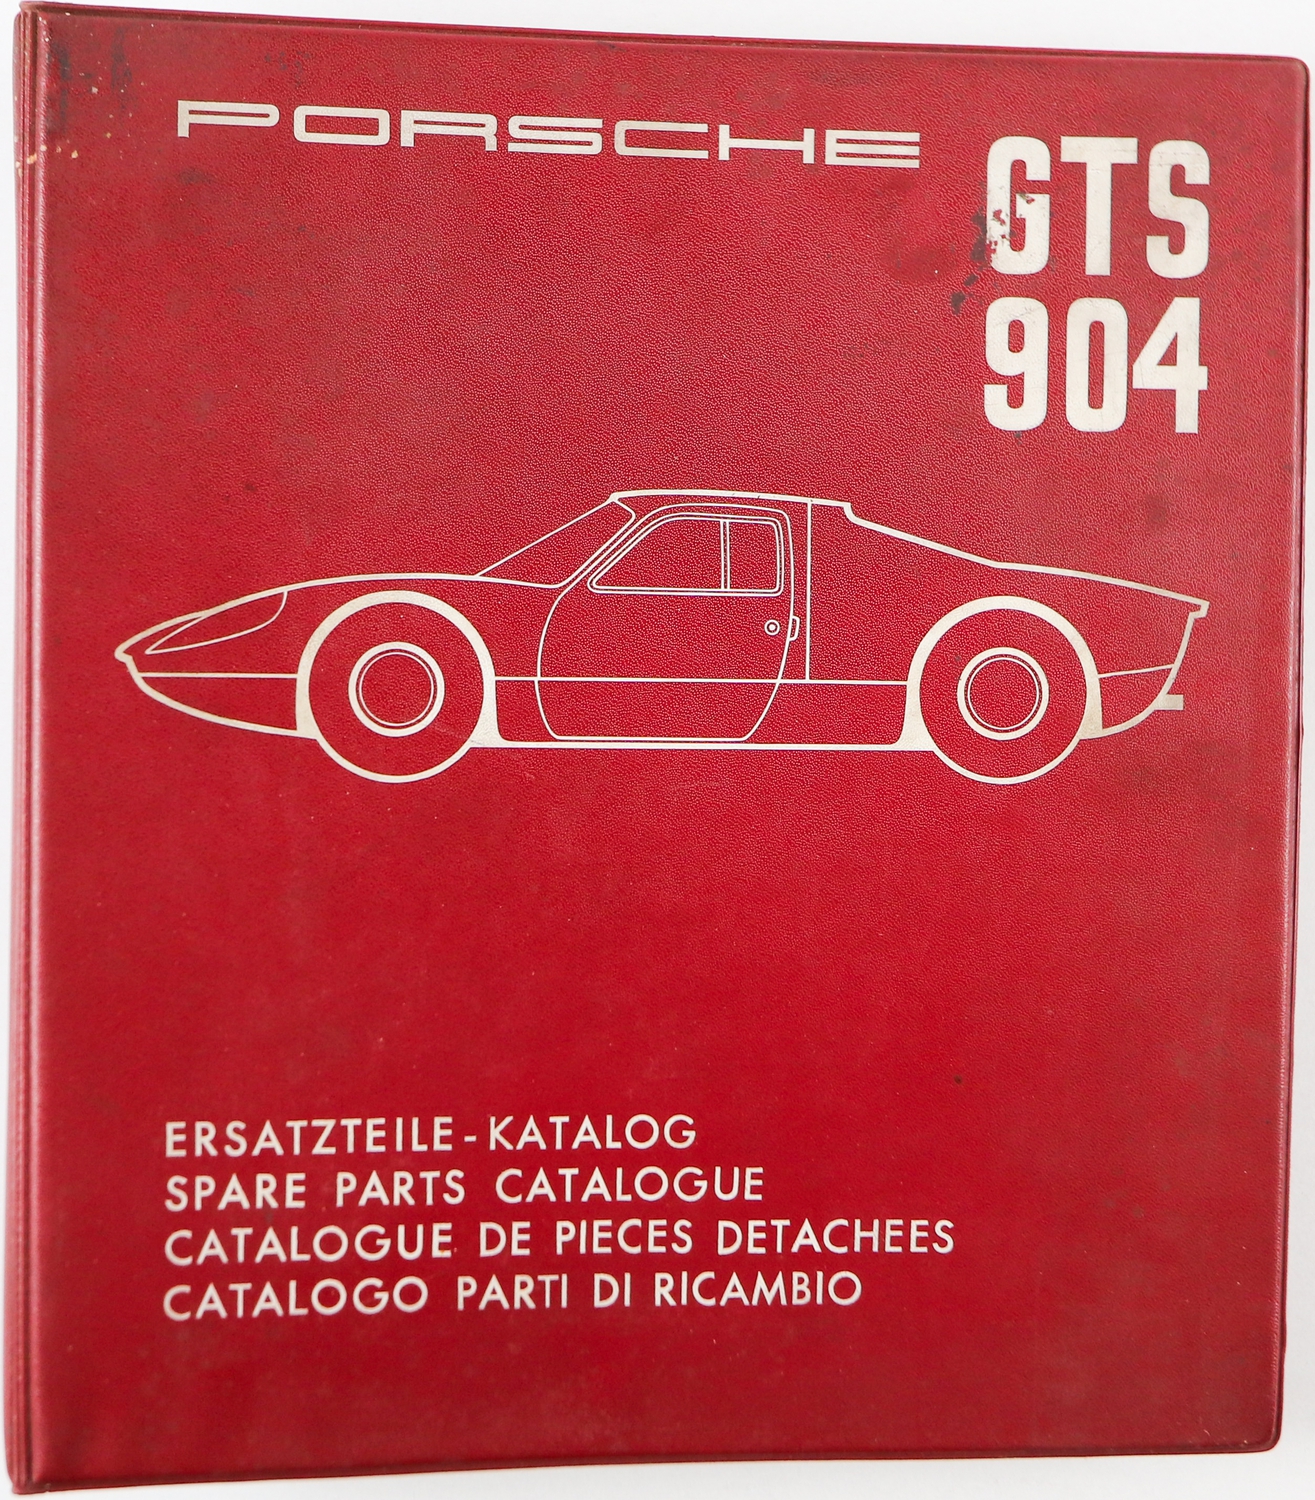 PORSCHE
GTS
904
ERSATZTEILE-KATALOG
SPARE PARTS CATALOGUE
CATALOGUE DE PIECES DETACHEES
CATALOGO PARTI DI RICAMBIO